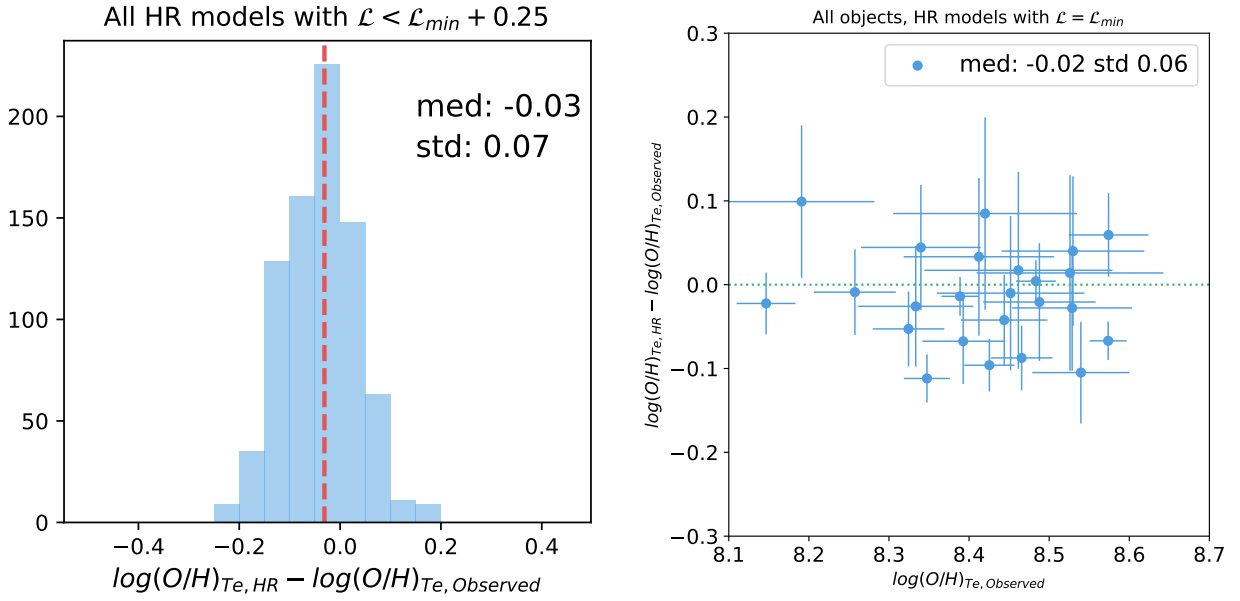 All HR models with ℒ < ℒ_min + 0.25
med: -0.03
std: 0.07
200
150
100
50
0
−0.4 −0.2 0.0 0.2 0.4
log(O/H)_Te,HR − log(O/H)_Te,Observed
All objects, HR models with ℒ = ℒ_min
med: -0.02 std 0.06
log(O/H)_Te,HR − log(O/H)_Te,Observed
0.3
0.2
0.1
0.0
−0.1
−0.2
−0.3
8.1 8.2 8.3 8.4 8.5 8.6 8.7
log(O/H)_Te,Observed